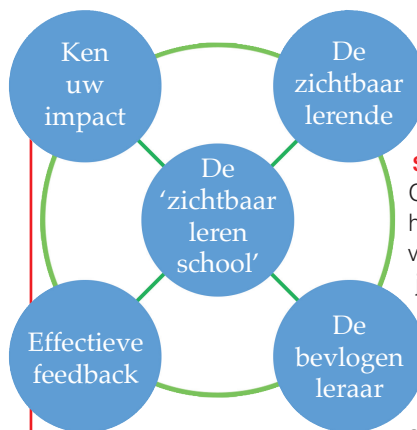 Ken
uw
impact
De
zichtbaar
lerende
De
‘zichtbaar
leren
school’
Effectieve
feedback
De
bevlogen
leraar